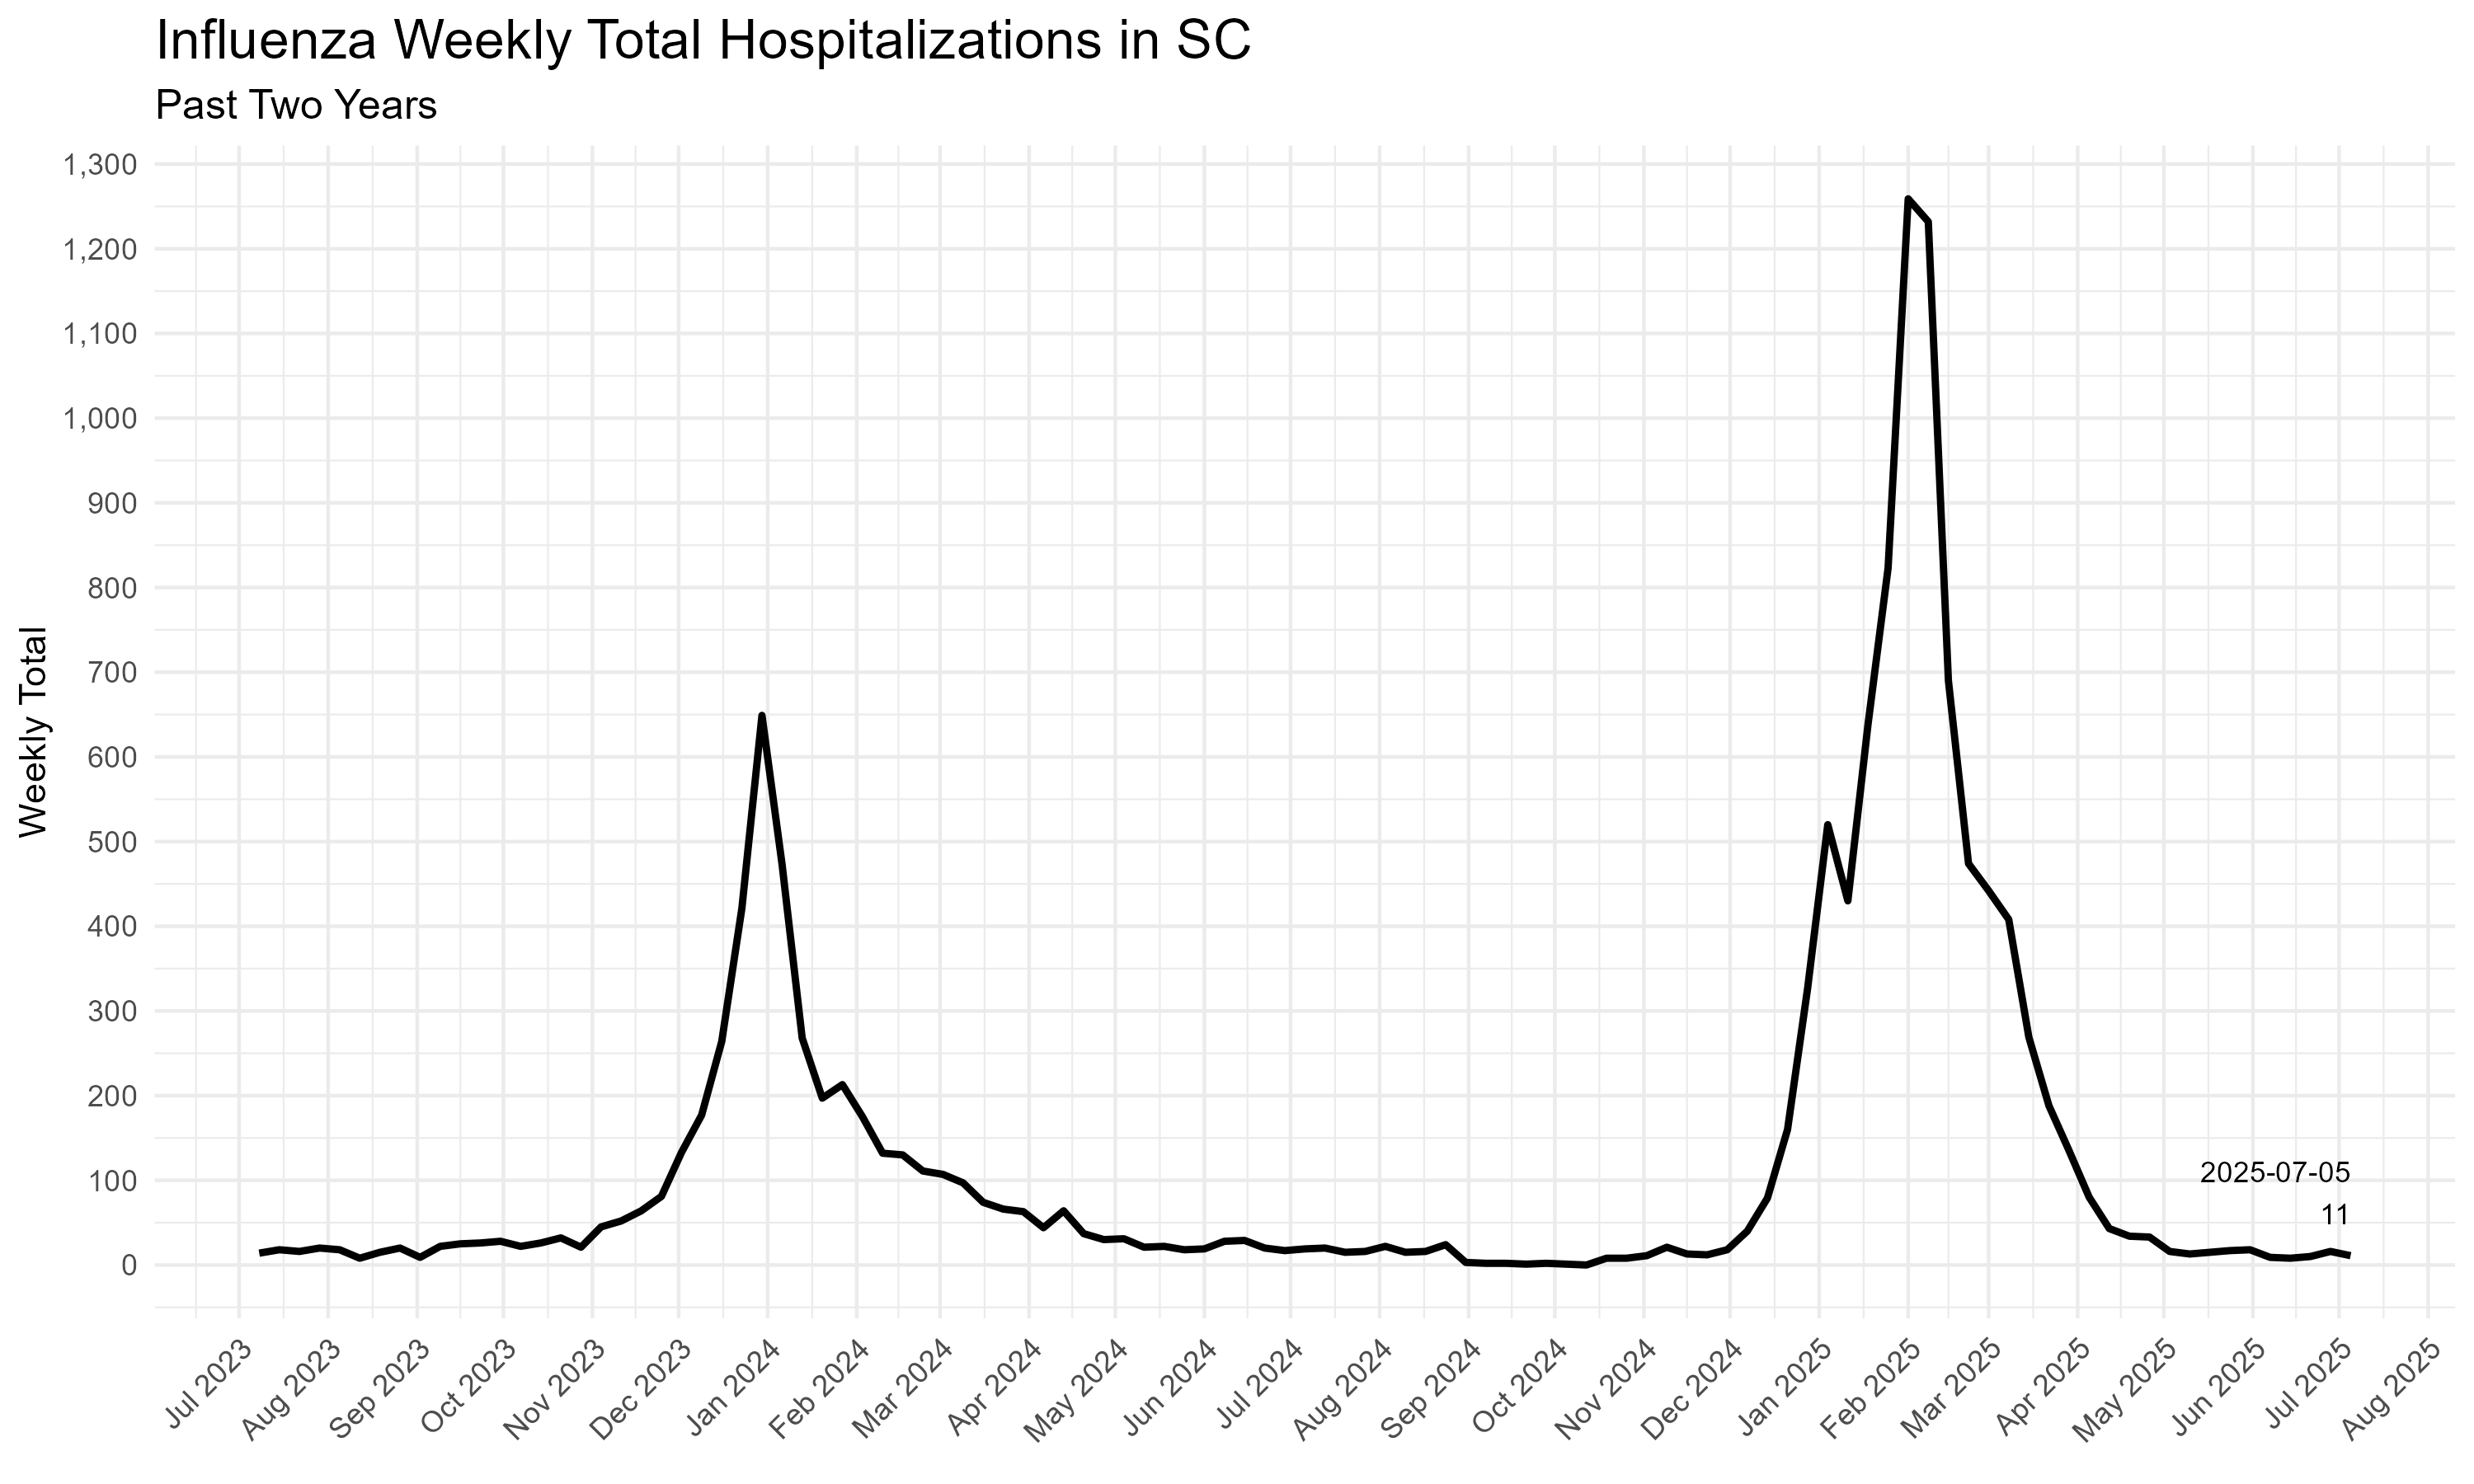 Influenza Weekly Total Hospitalizations in SC
Past Two Years
Weekly Total
1,300
1,200
1,100
1,000
900
800
700
600
500
400
300
200
100
0
2025-07-05
11
Jul 2023
Aug 2023
Sep 2023
Oct 2023
Nov 2023
Dec 2023
Jan 2024
Feb 2024
Mar 2024
Apr 2024
May 2024
Jun 2024
Jul 2024
Aug 2024
Sep 2024
Oct 2024
Nov 2024
Dec 2024
Jan 2025
Feb 2025
Mar 2025
Apr 2025
May 2025
Jun 2025
Jul 2025
Aug 2025